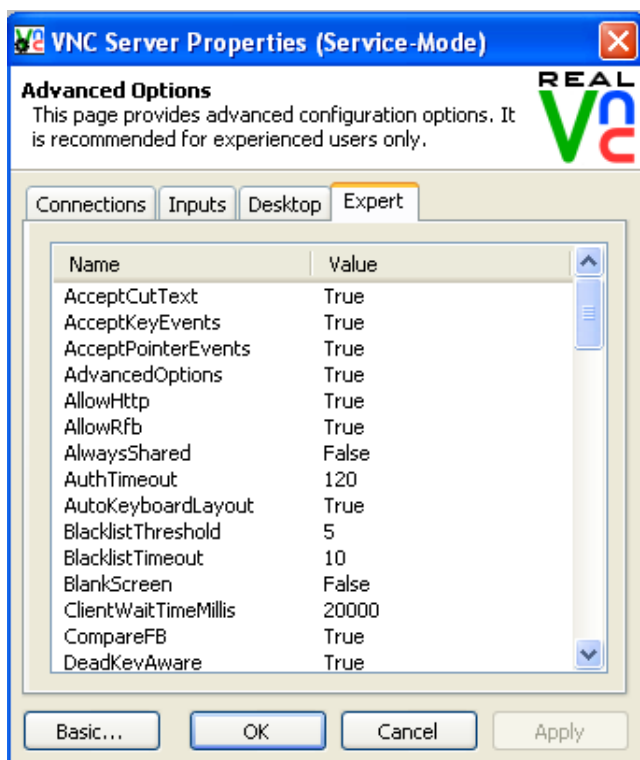 VNC Server Properties (Service-Mode)
Advanced Options
This page provides advanced configuration options. It
is recommended for experienced users only.
REAL
VNC
Connections Inputs Desktop Expert
Name Value
AcceptCutText True
AcceptKeyEvents True
AcceptPointerEvents True
AdvancedOptions True
AllowHttp True
AllowRfb True
AlwaysShared False
AuthTimeout 120
AutoKeyboardLayout True
BlacklistThreshold 5
BlacklistTimeout 10
BlankScreen False
ClientWaitTimeMillis 20000
CompareFB True
DeadKeyAware True
Basic... OK Cancel Apply